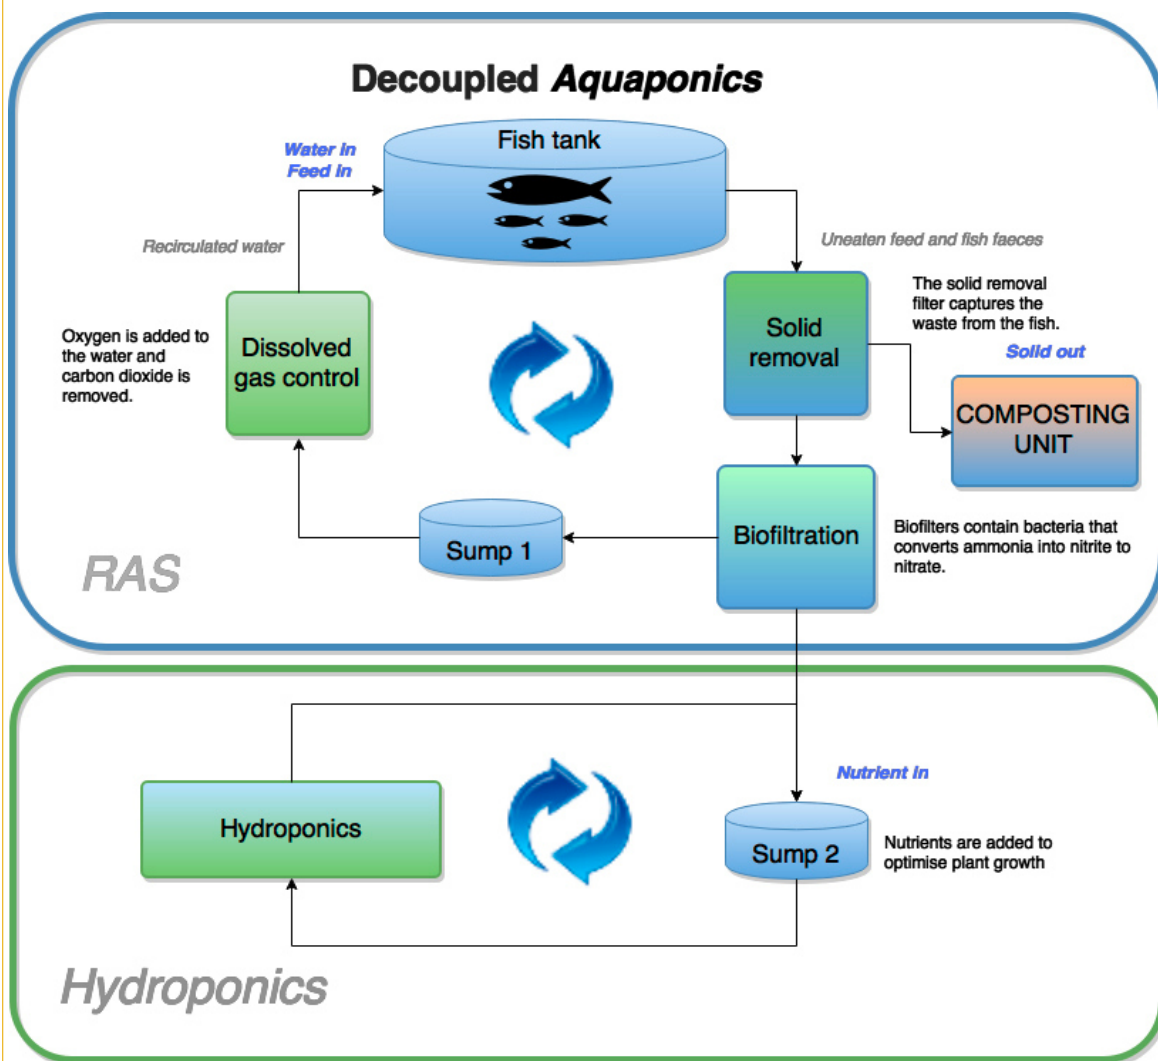 Decoupled Aquaponics
Water in
Feed in
Fish tank
Recirculated water
Uneaten feed and fish faeces
Oxygen is added to
the water and
carbon dioxide is
removed.
Dissolved
gas control
Solid
removal
The solid removal
filter captures the
waste from the fish.
Solid out
COMPOSTING
UNIT
Sump 1
Biofiltration
Biofilters contain bacteria that
converts ammonia into nitrite to
nitrate.
RAS
Nutrient in
Hydroponics
Sump 2
Nutrients are added to
optimise plant growth
Hydroponics